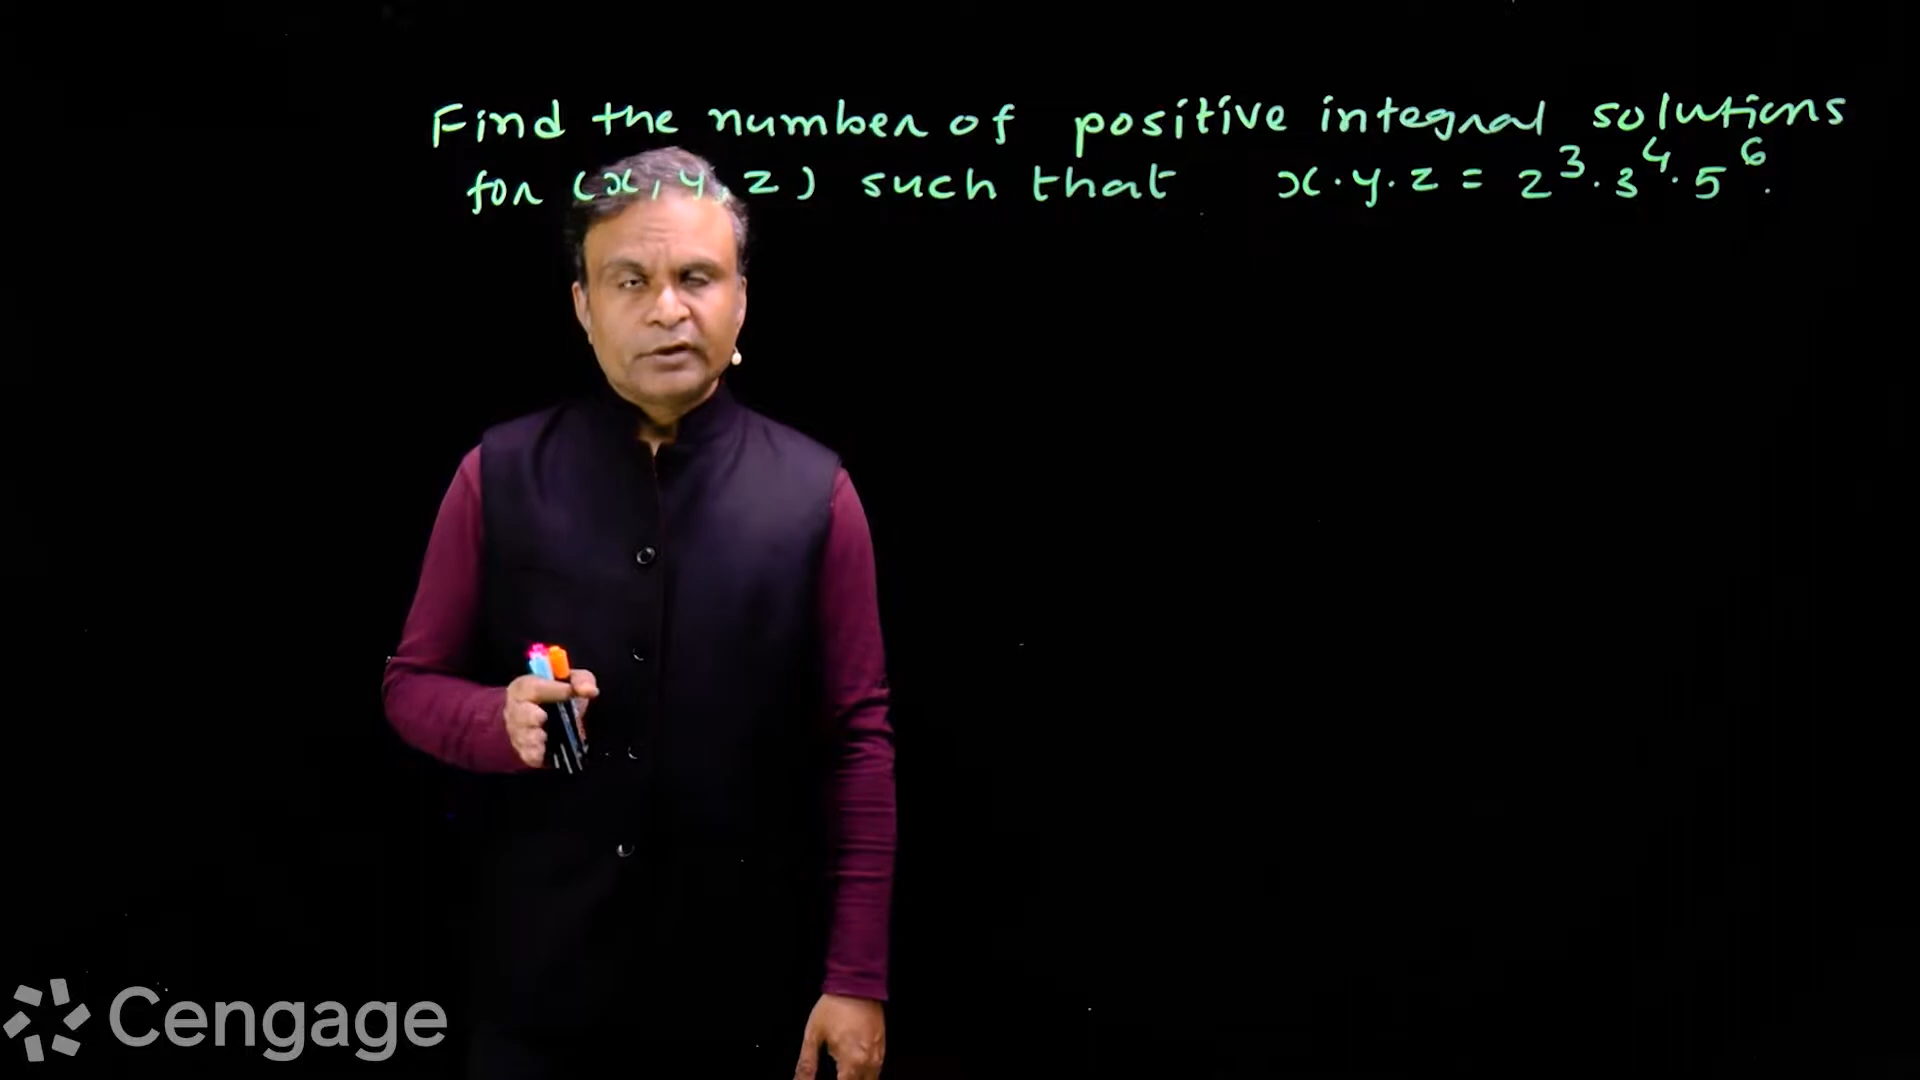 Find the number of positive integral solutions
for (x, y, z) such that x.y.z = 2³.3⁴.5⁶.
Cengage